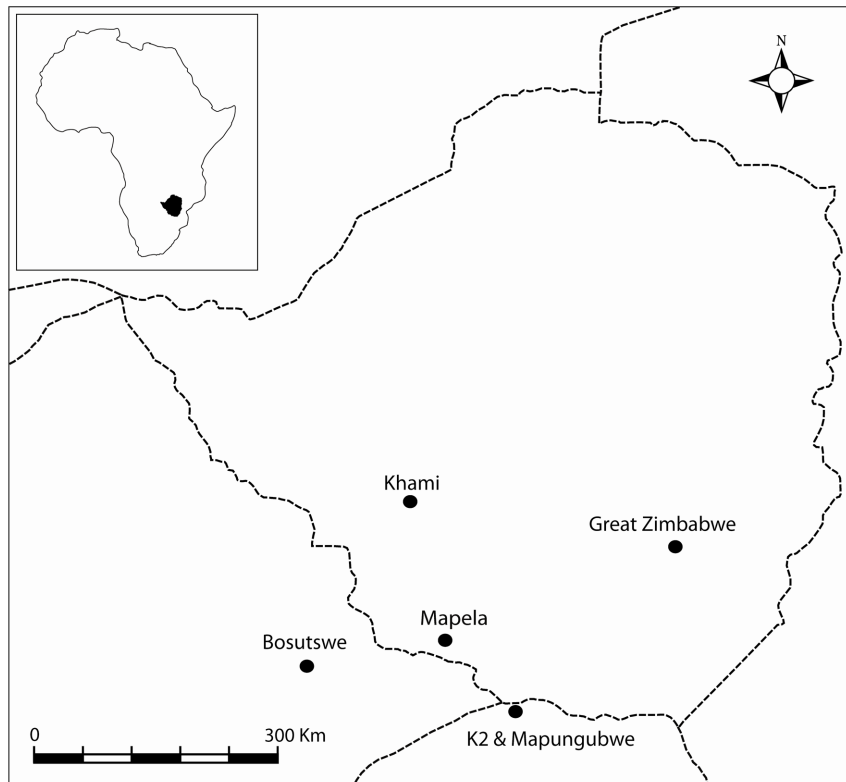 N
Khami
Great Zimbabwe
Mapela
Bosutswe
K2 & Mapungubwe
0 300 Km